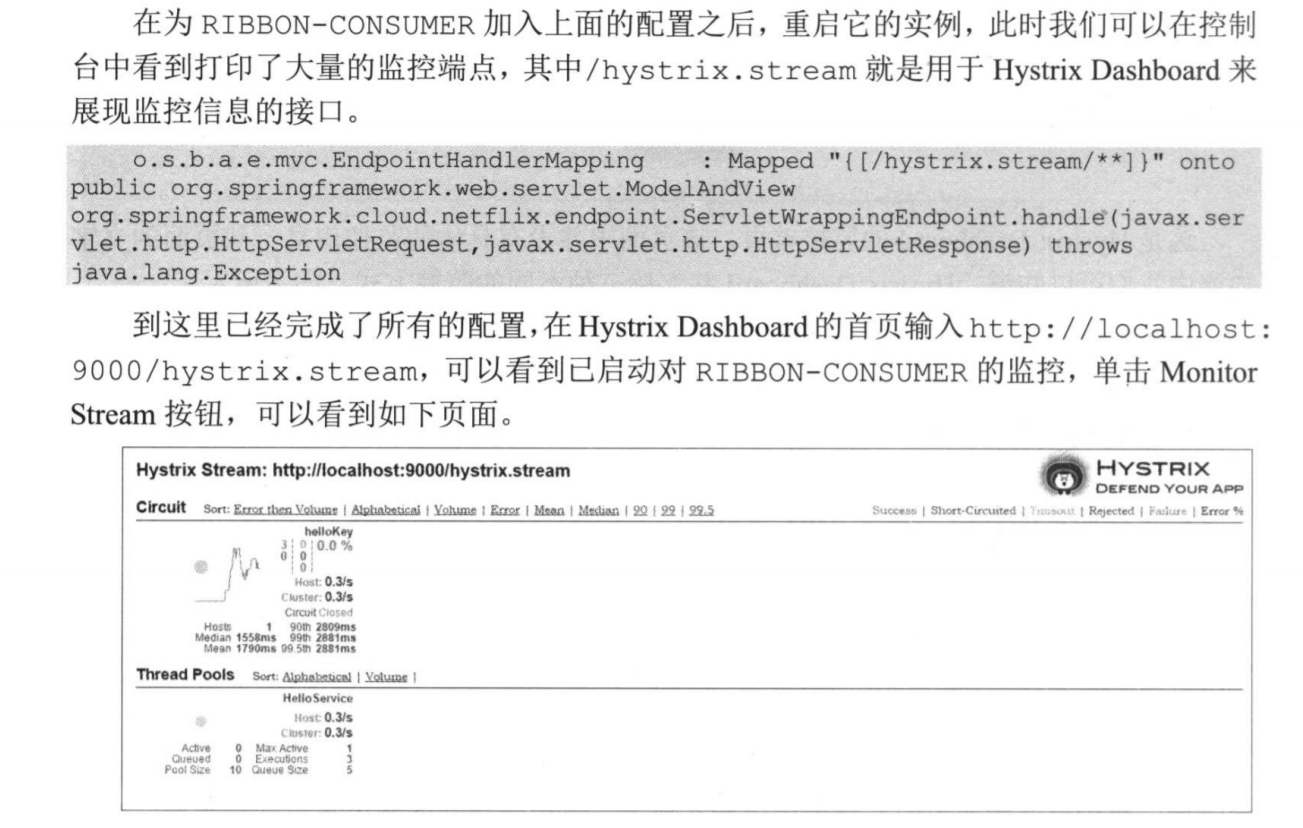 在为 RIBBON-CONSUMER 加入上面的配置之后，重启它的实例，此时我们可以在控制
台中看到打印了大量的监控端点，其中/hystrix.stream 就是用于 Hystrix Dashboard 来
展现监控信息的接口。
o.s.b.a.e.mvc.EndpointHandlerMapping : Mapped "{[/hystrix.stream/**]}" onto
public org.springframework.web.servlet.ModelAndView
org.springframework.cloud.netflix.endpoint.ServletWrappingEndpoint.handle(javax.ser
vlet.http.HttpServletRequest,javax.servlet.http.HttpServletResponse) throws
java.lang.Exception
到这里已经完成了所有的配置，在 Hystrix Dashboard 的首页输入 http://localhost:
9000/hystrix.stream，可以看到已启动对 RIBBON-CONSUMER 的监控，单击 Monitor
Stream 按钮，可以看到如下页面。
Hystrix Stream: http://localhost:9000/hystrix.stream
HYSTRIX
DEFEND YOUR APP
Circuit Sort: Error then Volume | Alphabetical | Volume | Error | Mean | Median | 90 | 99 | 99.5
Success | Short-Circuited | Timeout | Rejected | Failure | Error %
helloKey
3 | 0 | 0.0 %
0 | 0
0
Host: 0.3/s
Cluster: 0.3/s
Circuit Closed
Hosts 1 90th 2809ms
Median 1558ms 99th 2881ms
Mean 1790ms 99.5th 2881ms
Thread Pools Sort: Alphabetical | Volume |
HelloService
Host: 0.3/s
Cluster: 0.3/s
Active 0 Max Active 1
Queued 0 Executions 3
Pool Size 10 Queue Size 5